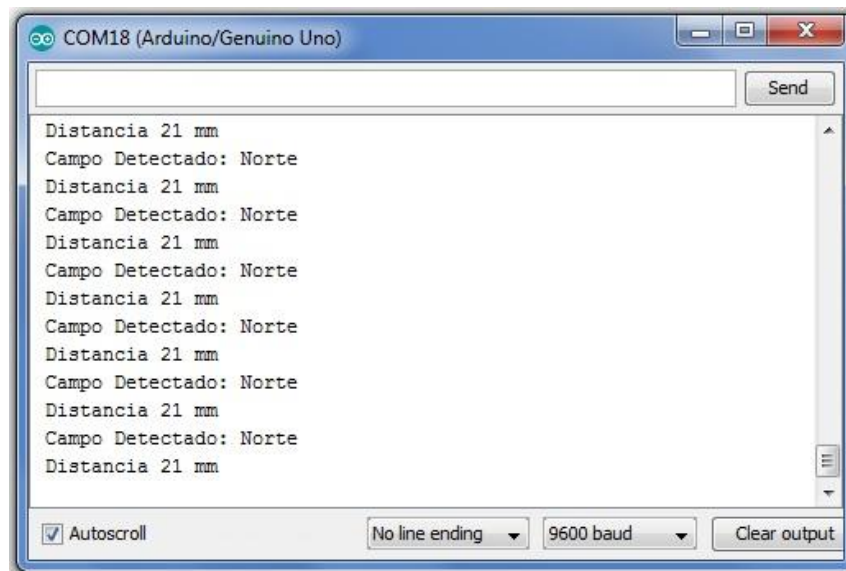 COM18 (Arduino/Genuino Uno)
Send
Distancia 21 mm
Campo Detectado: Norte
Distancia 21 mm
Campo Detectado: Norte
Distancia 21 mm
Campo Detectado: Norte
Distancia 21 mm
Campo Detectado: Norte
Distancia 21 mm
Campo Detectado: Norte
Distancia 21 mm
Campo Detectado: Norte
Distancia 21 mm
Autoscroll No line ending 9600 baud Clear output